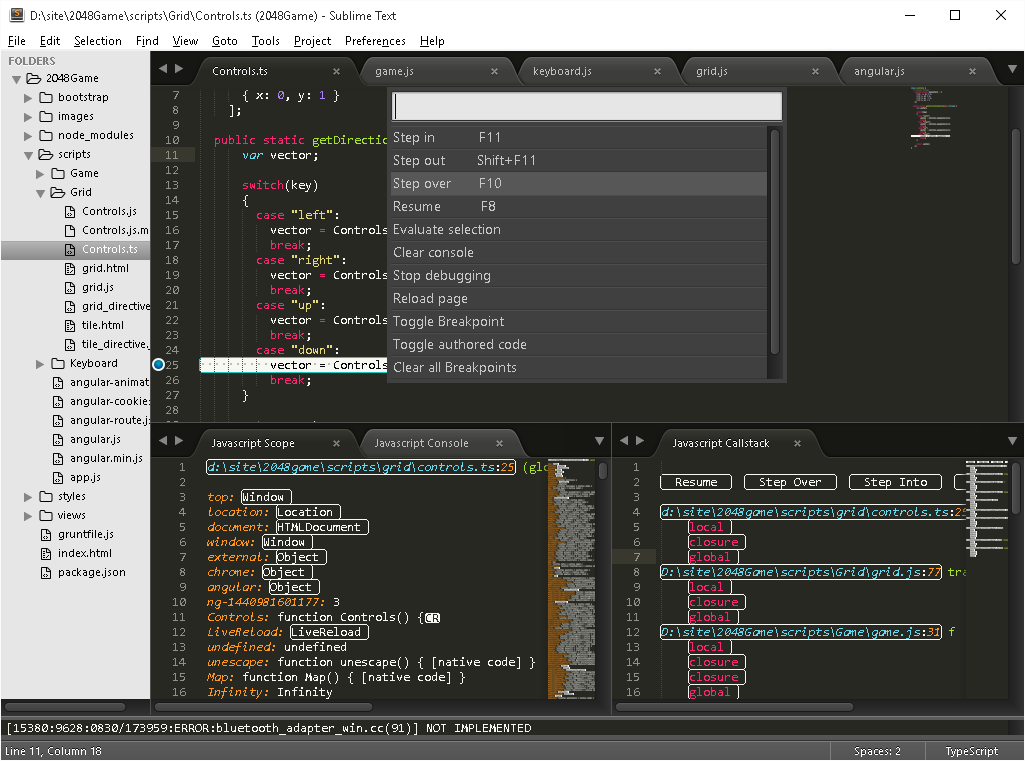 D:\site\2048Game\scripts\Grid\Controls.ts (2048Game) - Sublime Text
File Edit Selection Find View Goto Tools Project Preferences Help
FOLDERS
2048Game
bootstrap
images
node_modules
scripts
Game
Grid
Controls.js
Controls.js.m
Controls.ts
grid.html
grid.js
grid_directive
tile.html
tile_directive.
Keyboard
angular-animat
angular-cookie
angular-route.js
angular.js
angular.min.js
app.js
styles
views
gruntfile.js
index.html
package.json
Controls.ts × game.js × keyboard.js × grid.js × angular.js ×
7 { x: 0, y: 1 }
8 ];
9
10 public static getDirectic
11 var vector;
12
13 switch(key)
14 {
15 case "left":
16 vector = Controls
17 break;
18 case "right":
19 vector = Controls
20 break;
21 case "up":
22 vector = Controls
23 break;
24 case "down":
25 vector = Controls
26 break;
27 }
28
Step in F11
Step out Shift+F11
Step over F10
Resume F8
Evaluate selection
Clear console
Stop debugging
Reload page
Toggle Breakpoint
Toggle authored code
Clear all Breakpoints
Javascript Scope × Javascript Console ×
1 d:\site\2048game\scripts\grid\controls.ts:25 (glo
2
3 top: Window
4 location: Location
5 document: HTMLDocument
6 window: Window
7 external: Object
8 chrome: Object
9 angular: Object
10 ng-1440981601177: 3
11 Controls: function Controls() {CR
12 LiveReload: LiveReload
13 undefined: undefined
14 unescape: function unescape() { [native code] }
15 Map: function Map() { [native code] }
16 Infinity: Infinity
Javascript Callstack ×
1
2 Resume Step Over Step Into
3
4 d:\site\2048game\scripts\grid\controls.ts:25
5 local
6 closure
7 global
8 D:\site\2048Game\scripts\Grid\grid.js:77 tra
9 local
10 closure
11 global
12 D:\site\2048Game\scripts\Game\game.js:31 f
13 local
14 closure
15 closure
16 global
[15380:9628:0830/173959:ERROR:bluetooth_adapter_win.cc(91)] NOT IMPLEMENTED
Line 11, Column 18 Spaces: 2 TypeScript